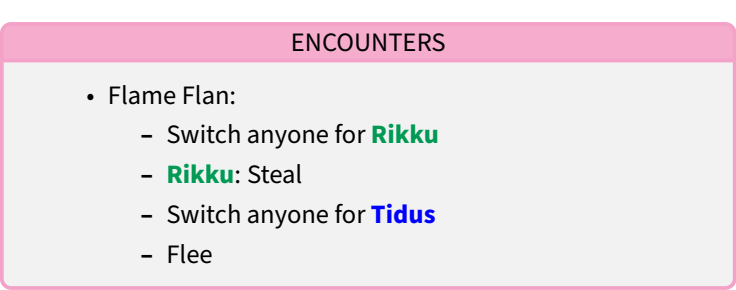 ENCOUNTERS
• Flame Flan:
– Switch anyone for Rikku
– Rikku: Steal
– Switch anyone for Tidus
– Flee